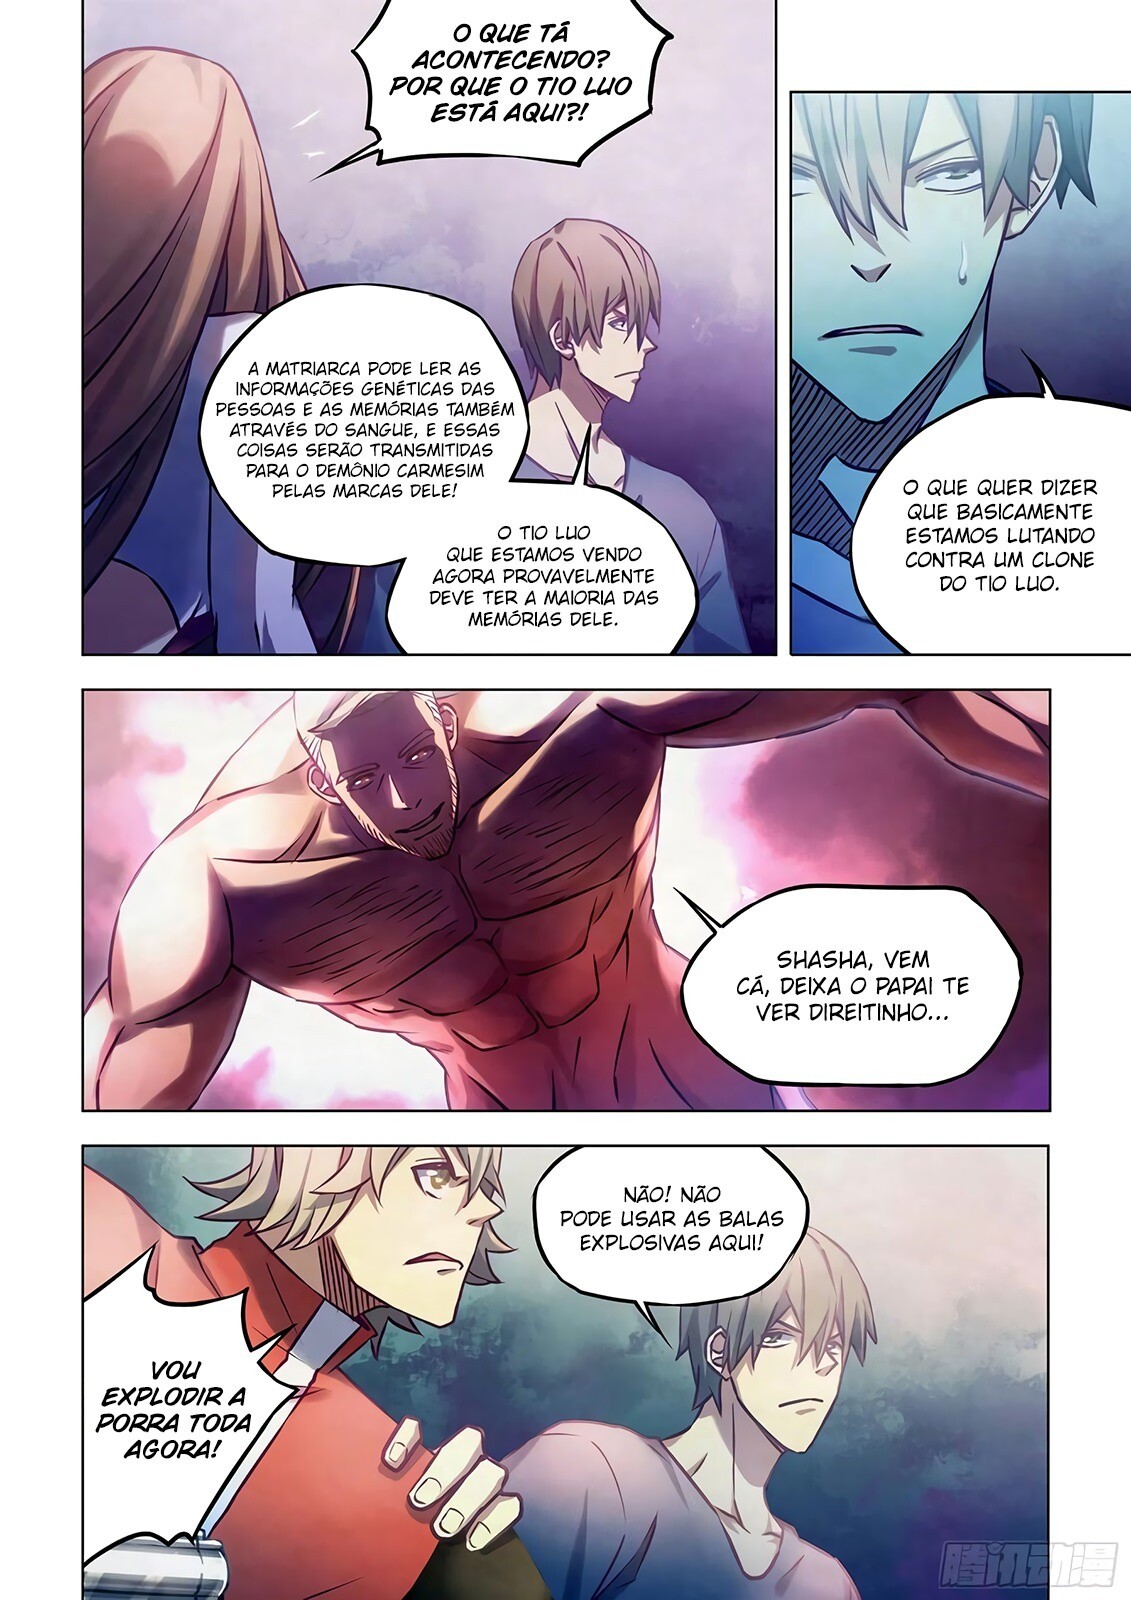 O QUE TÁ
ACONTECENDO?
POR QUE O TIO LUO
ESTÁ AQUI?!
A MATRIARCA PODE LER AS
INFORMAÇÕES GENÉTICAS DAS
PESSOAS E AS MEMÓRIAS TAMBÉM
ATRAVÉS DO SANGUE, E ESSAS
COISAS SERÃO TRANSMITIDAS
PARA O DEMÔNIO CARMESIM
PELAS MARCAS DELE!
O TIO LUO
QUE ESTAMOS VENDO
AGORA PROVAVELMENTE
DEVE TER A MAIORIA DAS
MEMÓRIAS DELE.
O QUE QUER DIZER
QUE BASICAMENTE
ESTAMOS LUTANDO
CONTRA UM CLONE
DO TIO LUO.
SHASHA, VEM
CÁ, DEIXA O PAPAI TE
VER DIREITINHO...
NÃO! NÃO
PODE USAR AS BALAS
EXPLOSIVAS AQUI!
VOU
EXPLODIR A
PORRA TODA
AGORA!
腾讯动漫